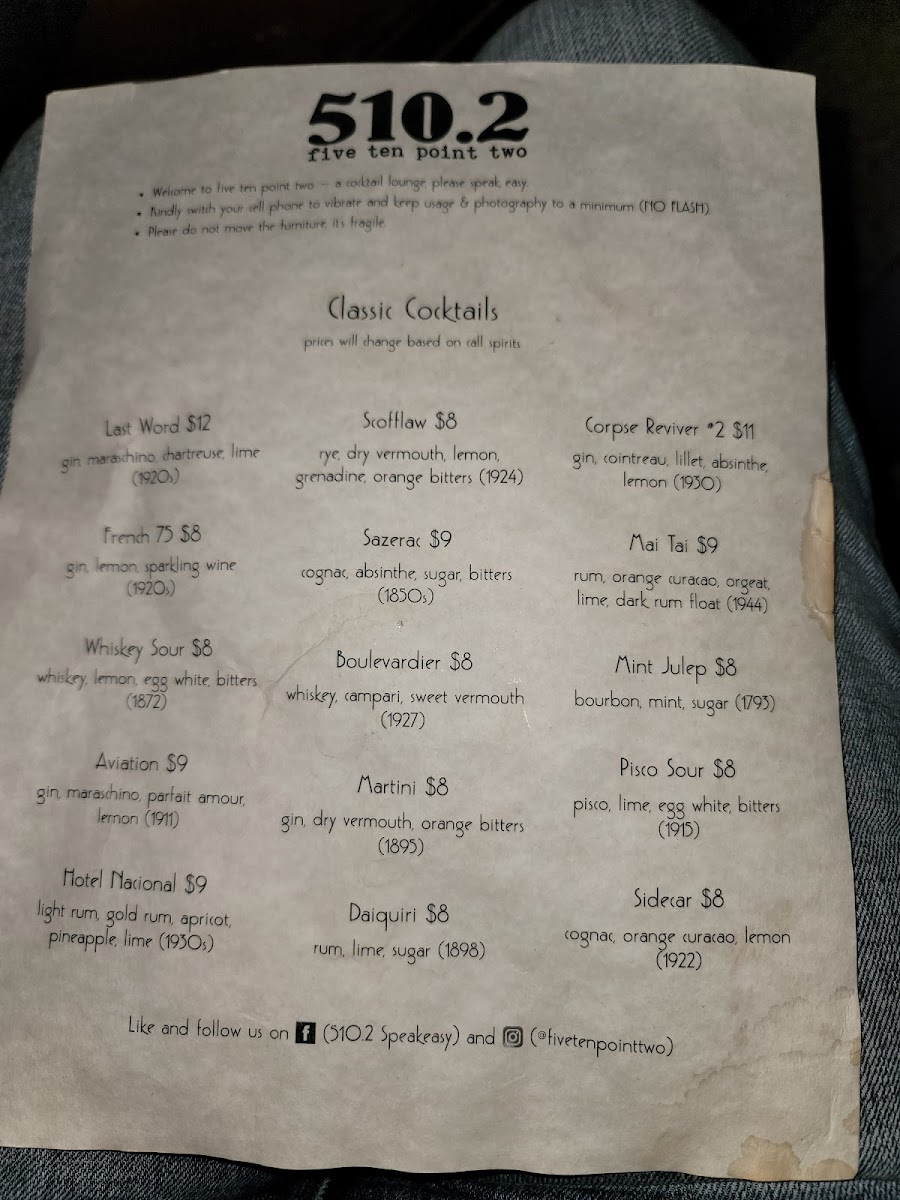 510.2
five ten point two
• Welcome to five ten point two – a cocktail lounge, please speak easy.
• Kindly switch your cell phone to vibrate and keep usage & photography to a minimum (NO FLASH).
• Please do not move the furniture, it's fragile.
Classic Cocktails
prices will change based on call spirits
Last Word $12
gin, maraschino, chartreuse, lime
(1920s)
French 75 $8
gin, lemon, sparkling wine
(1920s)
Whiskey Sour $8
whiskey, lemon, egg white, bitters
(1872)
Aviation $9
gin, maraschino, parfait amour,
lemon (1911)
Hotel Nacional $9
light rum, gold rum, apricot,
pineapple, lime (1930s)
Scofflaw $8
rye, dry vermouth, lemon,
grenadine, orange bitters (1924)
Sazerac $9
cognac, absinthe, sugar, bitters
(1850s)
Boulevardier $8
whiskey, campari, sweet vermouth
(1927)
Martini $8
gin, dry vermouth, orange bitters
(1895)
Daiquiri $8
rum, lime, sugar (1898)
Corpse Reviver #2 $11
gin, cointreau, lillet, absinthe,
lemon (1930)
Mai Tai $9
rum, orange curacao, orgeat,
lime, dark rum float (1944)
Mint Julep $8
bourbon, mint, sugar (1793)
Pisco Sour $8
pisco, lime, egg white, bitters
(1915)
Sidecar $8
cognac, orange curacao, lemon
(1922)
Like and follow us on f (510.2 Speakeasy) and (@fivetenpointtwo)